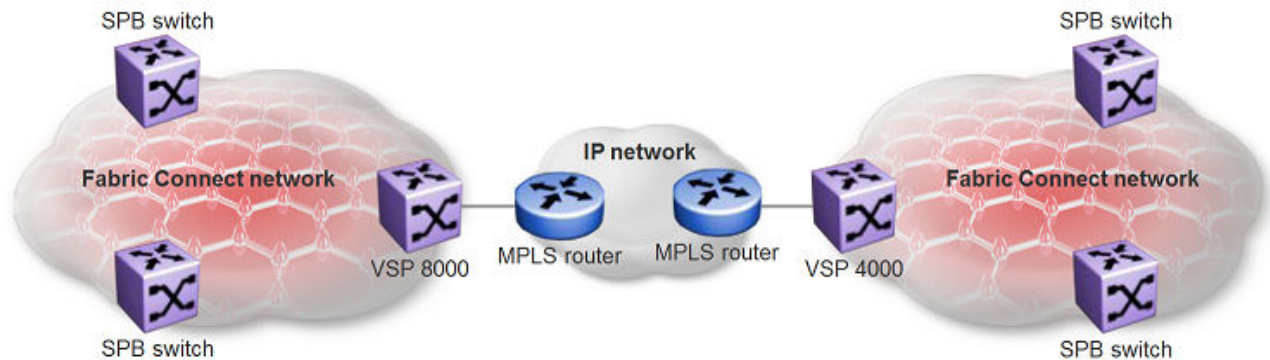 SPB switch
SPB switch
IP network
Fabric Connect network
Fabric Connect network
MPLS router
MPLS router
VSP 8000
VSP 4000
SPB switch
SPB switch